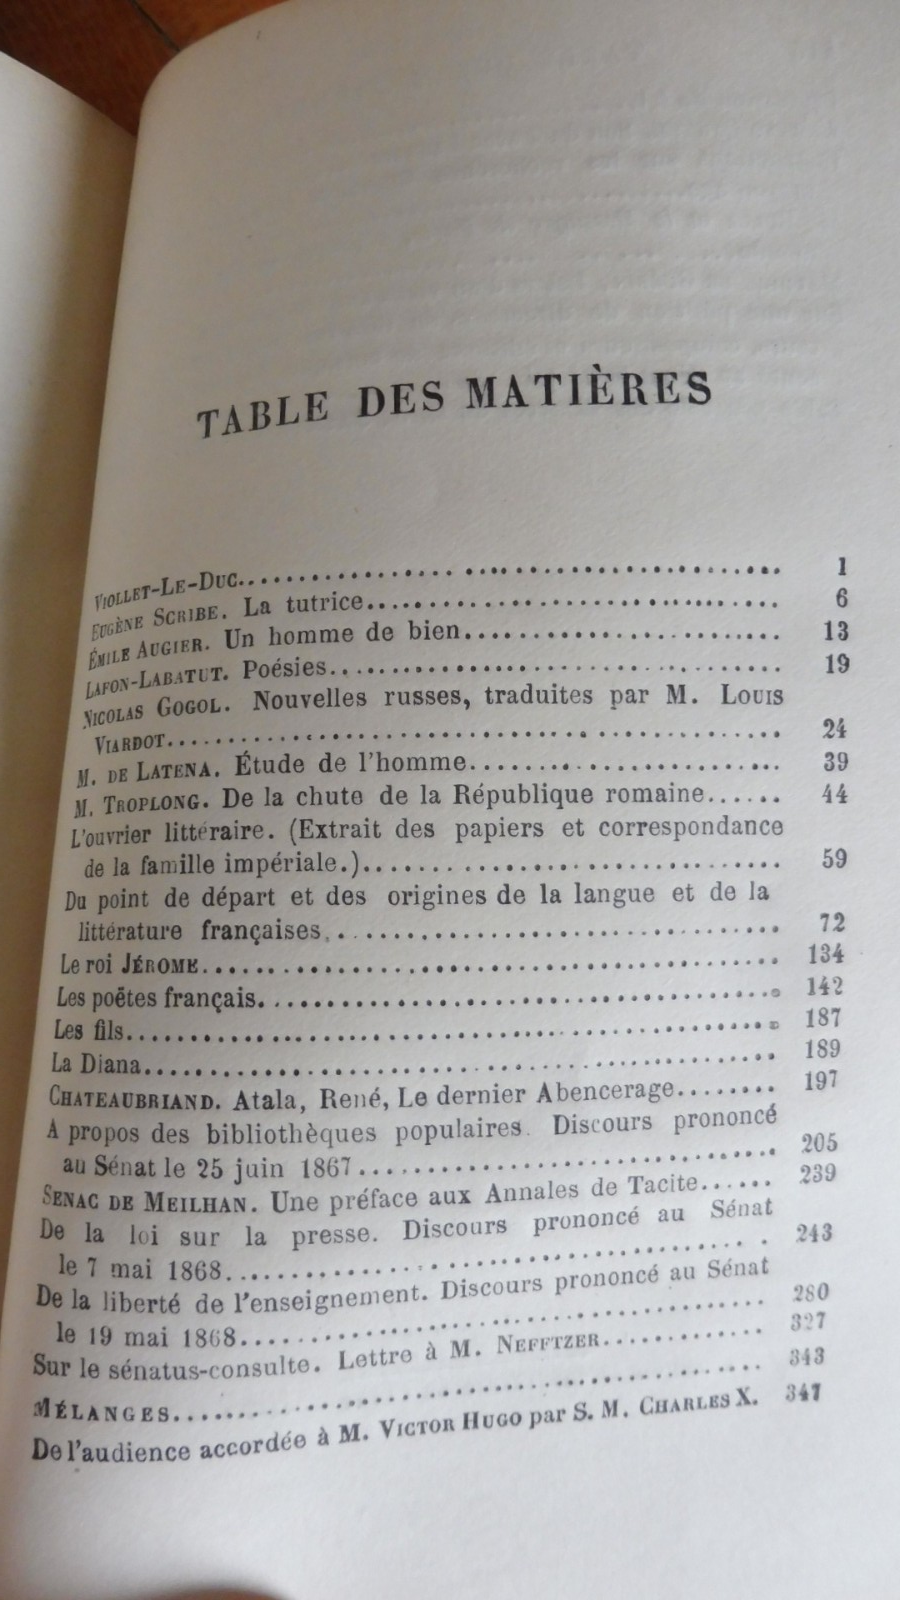 TABLE DES MATIÈRES
VIOLLET-LE-DUC.................................... 1
EUGÈNE SCRIBE. La tutrice.............................. 6
ÉMILE AUGIER. Un homme de bien...................... 13
LAFON-LABATUT. Poésies................................ 19
NICOLAS GOGOL. Nouvelles russes, traduites par M. LOUIS
VIARDOT.......................................... 24
M. DE LATENA. Étude de l'homme...................... 39
M. TROPLONG. De la chute de la République romaine...... 44
L'ouvrier littéraire. (Extrait des papiers et correspondance
de la famille impériale.)............................. 59
Du point de départ et des origines de la langue et de la
littérature françaises................................ 72
Le roi JÉROME........................................ 134
Les poëtes français.................................... 142
Les fils.............................................. 187
La Diana............................................. 189
CHATEAUBRIAND. Atala, René, Le dernier Abencerage........ 197
A propos des bibliothèques populaires. Discours prononcé
au Sénat le 25 juin 1867............................. 205
SENAC DE MEILHAN. Une préface aux Annales de Tacite...... 239
De la loi sur la presse. Discours prononcé au Sénat
le 7 mai 1868...................................... 243
De la liberté de l'enseignement. Discours prononcé au Sénat
le 19 mai 1868..................................... 280
Sur le sénatus-consulte. Lettre à M. NEFFTZER............ 327
MÉLANGES........................................... 343
De l'audience accordée à M. VICTOR HUGO par S. M. CHARLES X. 347